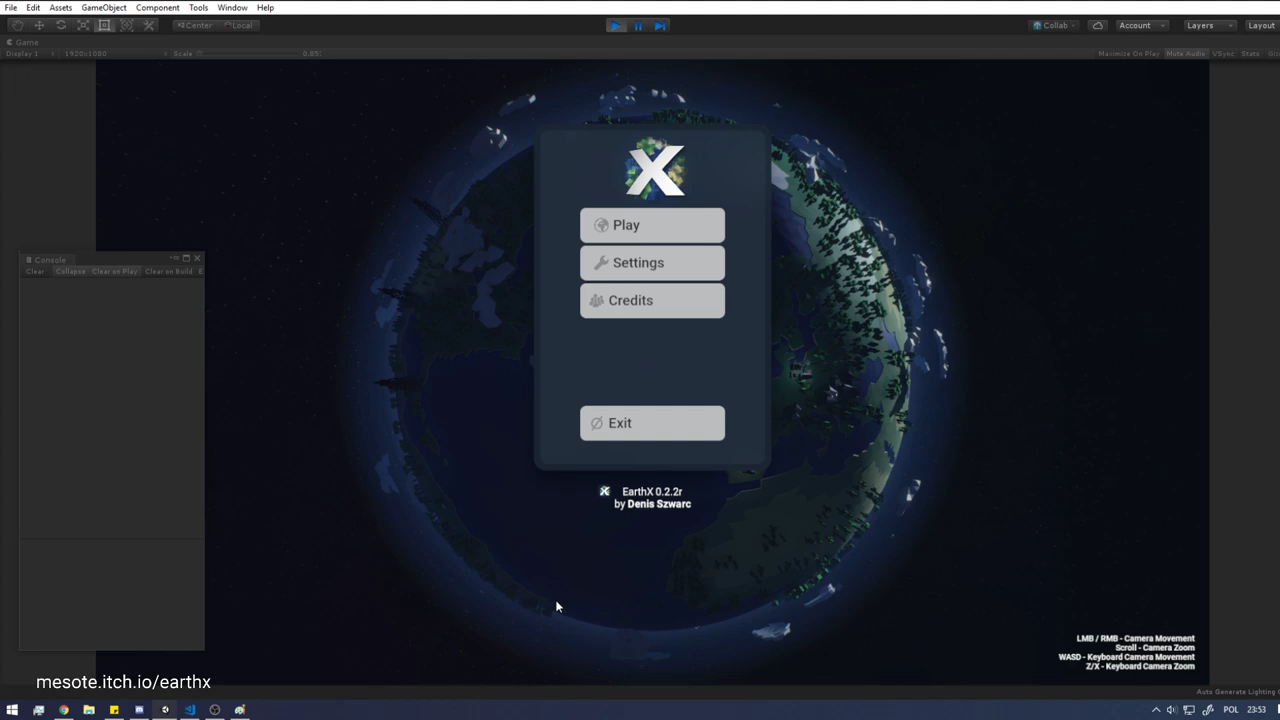 File Edit Assets GameObject Component Tools Window Help
Center Local Collab Account Layers Layout
Game
Display 1 1920x1080 Scale 0.85 Maximize On Play Mute Audio VSync Stats
X
Play
Settings
Credits
Exit
EarthX 0.2.2r
by Denis Szwarc
Console
Clear Collapse Clear on Play Clear on Build E
LMB / RMB - Camera Movement
Scroll - Camera Zoom
WASD - Keyboard Camera Movement
Z/X - Keyboard Camera Zoom
mesote.itch.io/earthx
Auto Generate Lighting
POL 23:53